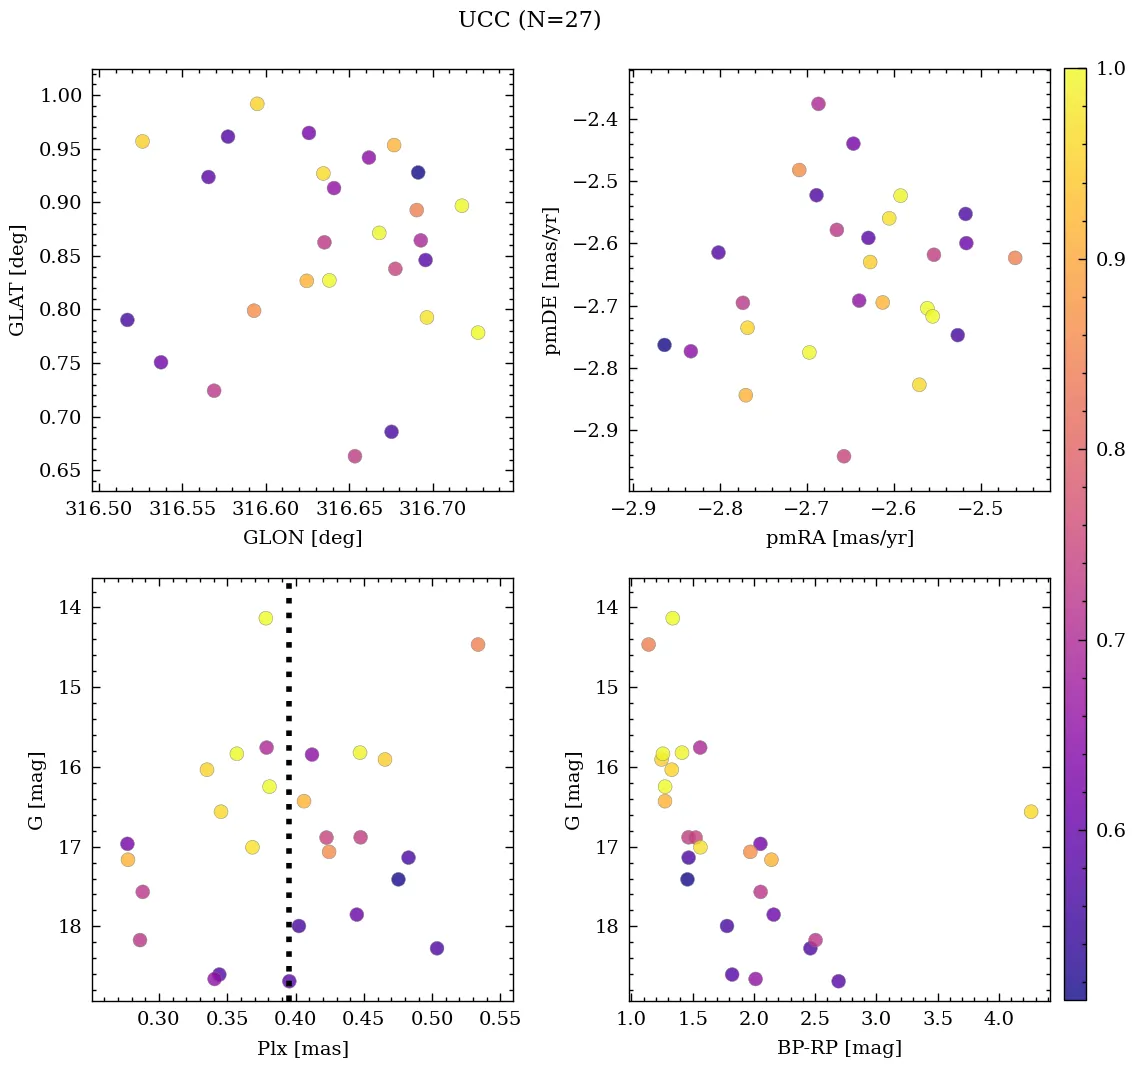 UCC (N=27)
1.00
0.95
0.90
0.85
0.80
0.75
0.70
0.65
GLAT [deg]
316.50 316.55 316.60 316.65 316.70
GLON [deg]
−2.4
−2.5
−2.6
−2.7
−2.8
−2.9
pmDE [mas/yr]
−2.9 −2.8 −2.7 −2.6 −2.5
pmRA [mas/yr]
1.0
0.9
0.8
0.7
0.6
14
15
16
17
18
G [mag]
0.30 0.35 0.40 0.45 0.50 0.55
Plx [mas]
14
15
16
17
18
G [mag]
1.0 1.5 2.0 2.5 3.0 3.5 4.0
BP-RP [mag]